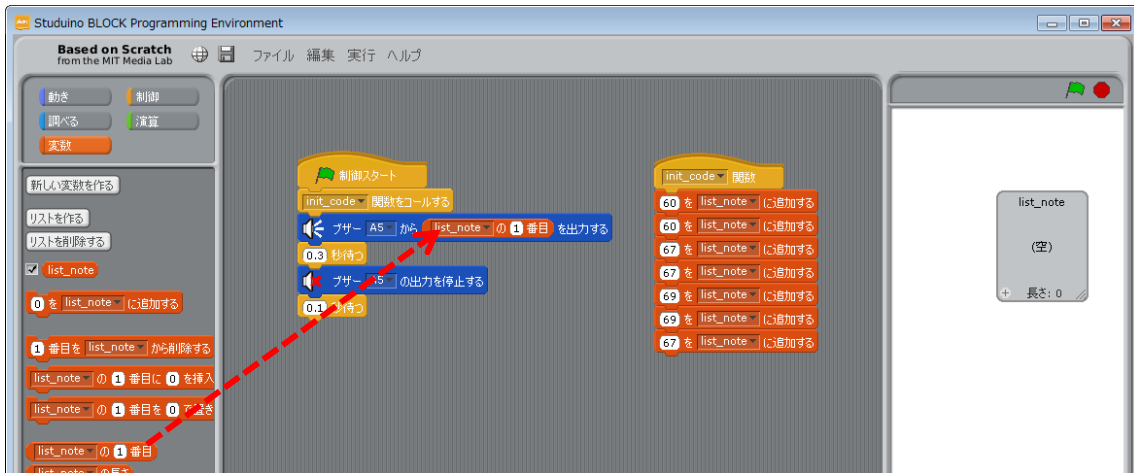 Studuino BLOCK Programming Environment
Based on Scratch
from the MIT Media Lab
ファイル 編集 実行 ヘルプ
動き 制御
調べる 演算
変数
新しい変数を作る
リストを作る
リストを削除する
list_note
0 を list_note に追加する
1 番目を list_note から削除する
list_note の 1 番目に 0 を挿入
list_note の 1 番目を 0 で置き
list_note の 1 番目
list_note の長さ
制御スタート
init_code 関数をコールする
ブザー A5 から list_note の 1 番目 を出力する
0.3 秒待つ
ブザー A5 の出力を停止する
0.1 秒待つ
init_code 関数
60 を list_note に追加する
60 を list_note に追加する
67 を list_note に追加する
67 を list_note に追加する
69 を list_note に追加する
69 を list_note に追加する
67 を list_note に追加する
list_note
(空)
+ 長さ: 0